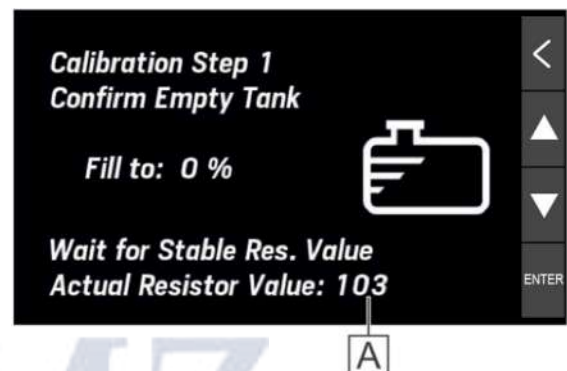 Calibration Step 1
Confirm Empty Tank
Fill to: 0 %
Wait for Stable Res. Value
Actual Resistor Value: 103
ENTER
A